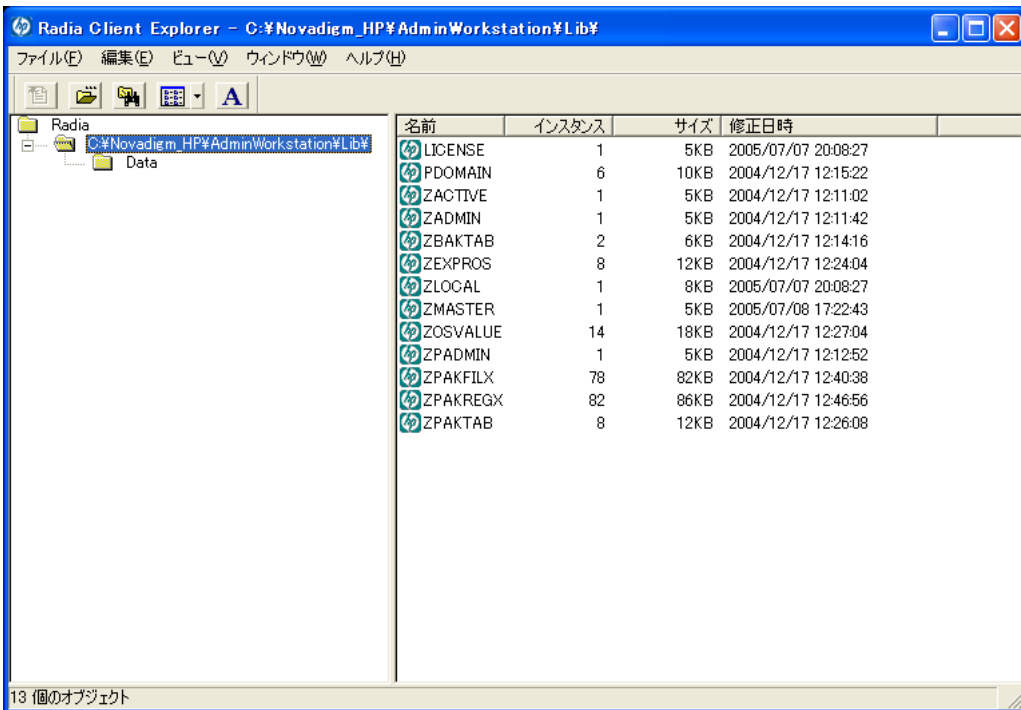 Radia Client Explorer - C:¥Novadigm_HP¥AdminWorkstation¥Lib¥
ファイル(F) 編集(E) ビュー(V) ウィンドウ(W) ヘルプ(H)
A
Radia
C:¥Novadigm_HP¥AdminWorkstation¥Lib¥
Data
名前 インスタンス サイズ 修正日時
LICENSE 1 5KB 2005/07/07 20:08:27
PDOMAIN 6 10KB 2004/12/17 12:15:22
ZACTIVE 1 5KB 2004/12/17 12:11:02
ZADMIN 1 5KB 2004/12/17 12:11:42
ZBAKTAB 2 6KB 2004/12/17 12:14:16
ZEXPROS 8 12KB 2004/12/17 12:24:04
ZLOCAL 1 8KB 2005/07/07 20:08:27
ZMASTER 1 5KB 2005/07/08 17:22:43
ZOSVALUE 14 18KB 2004/12/17 12:27:04
ZPADMIN 1 5KB 2004/12/17 12:12:52
ZPAKFILX 78 82KB 2004/12/17 12:40:38
ZPAKREGX 82 86KB 2004/12/17 12:46:56
ZPAKTAB 8 12KB 2004/12/17 12:26:08
13 個のオブジェクト